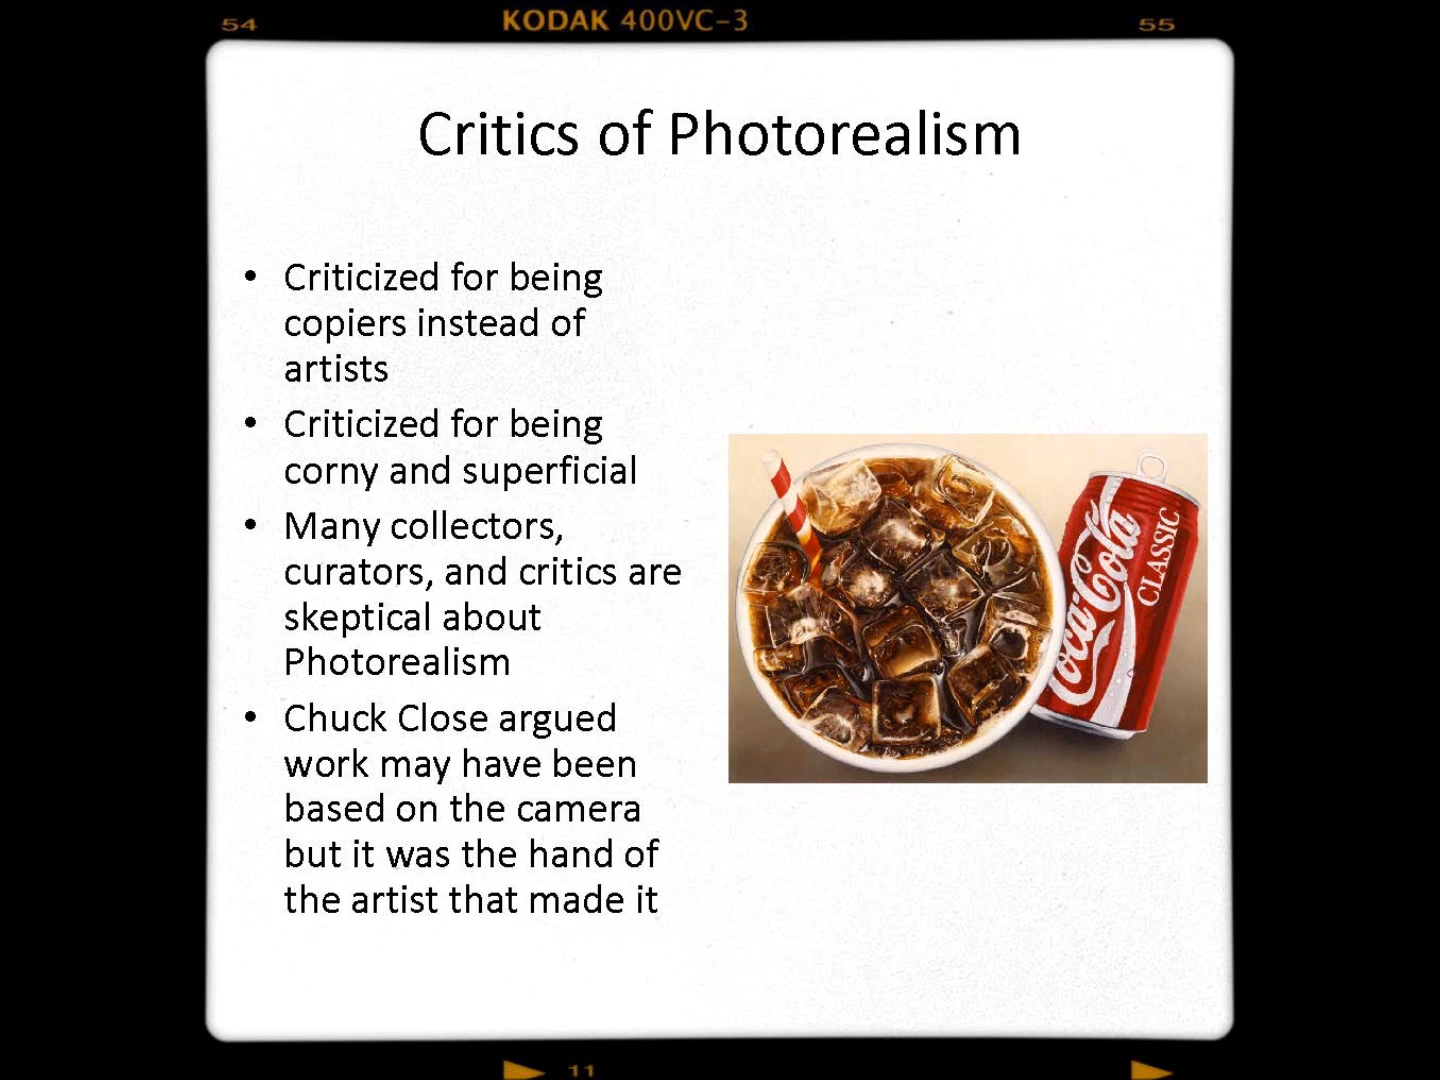 54 KODAK 400VC-3 55
Critics of Photorealism
• Criticized for being
copiers instead of
artists
• Criticized for being
corny and superficial
• Many collectors,
curators, and critics are
skeptical about
Photorealism
• Chuck Close argued
work may have been
based on the camera
but it was the hand of
the artist that made it
Coca-Cola
CLASSIC
11